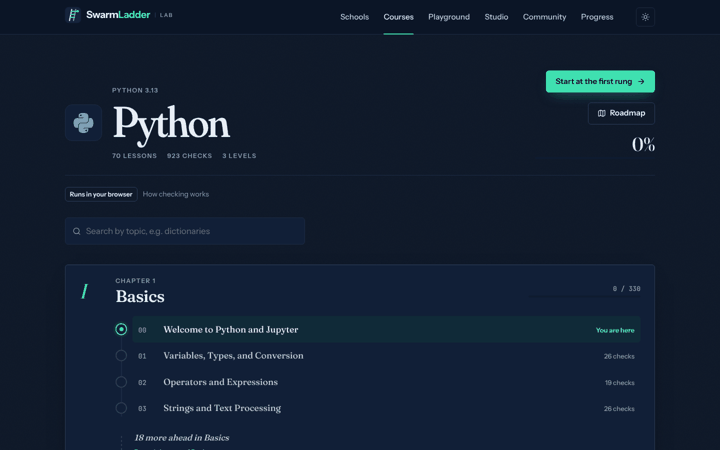 SwarmLadder LAB
Schools
Courses
Playground
Studio
Community
Progress
Start at the first rung →
PYTHON 3.13
Python
70 LESSONS 923 CHECKS 3 LEVELS
Roadmap
0%
Runs in your browser
How checking works
Search by topic, e.g. dictionaries
CHAPTER 1
Basics
0 / 330
00 Welcome to Python and Jupyter You are here
01 Variables, Types, and Conversion 26 checks
02 Operators and Expressions 19 checks
03 Strings and Text Processing 26 checks
18 more ahead in Basics